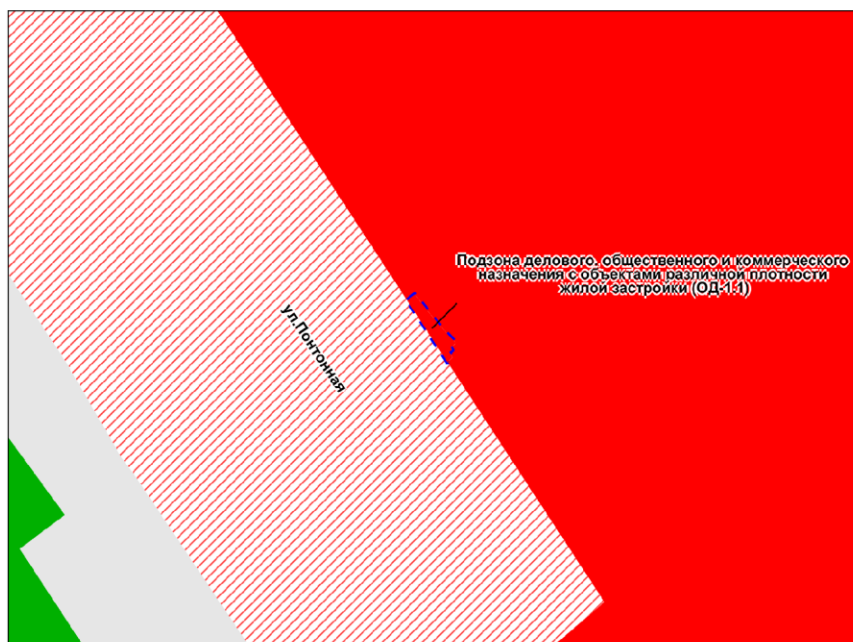 Подзона делового, общественного и коммерческого
назначения с объектами различной плотности
жилой застройки (ОД-1.1)
ул.Понтонная